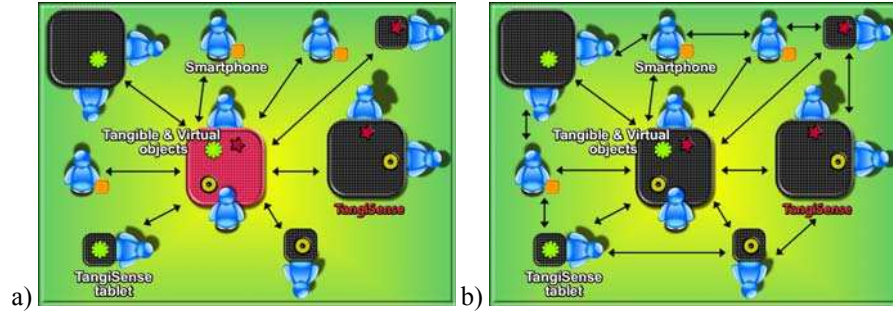 a)
Smartphone
Tangible & Virtual
objects
TangiSense
TangiSense
tablet
b)
Smartphone
Tangible & Virtual
objects
TangiSense
TangiSense
tablet